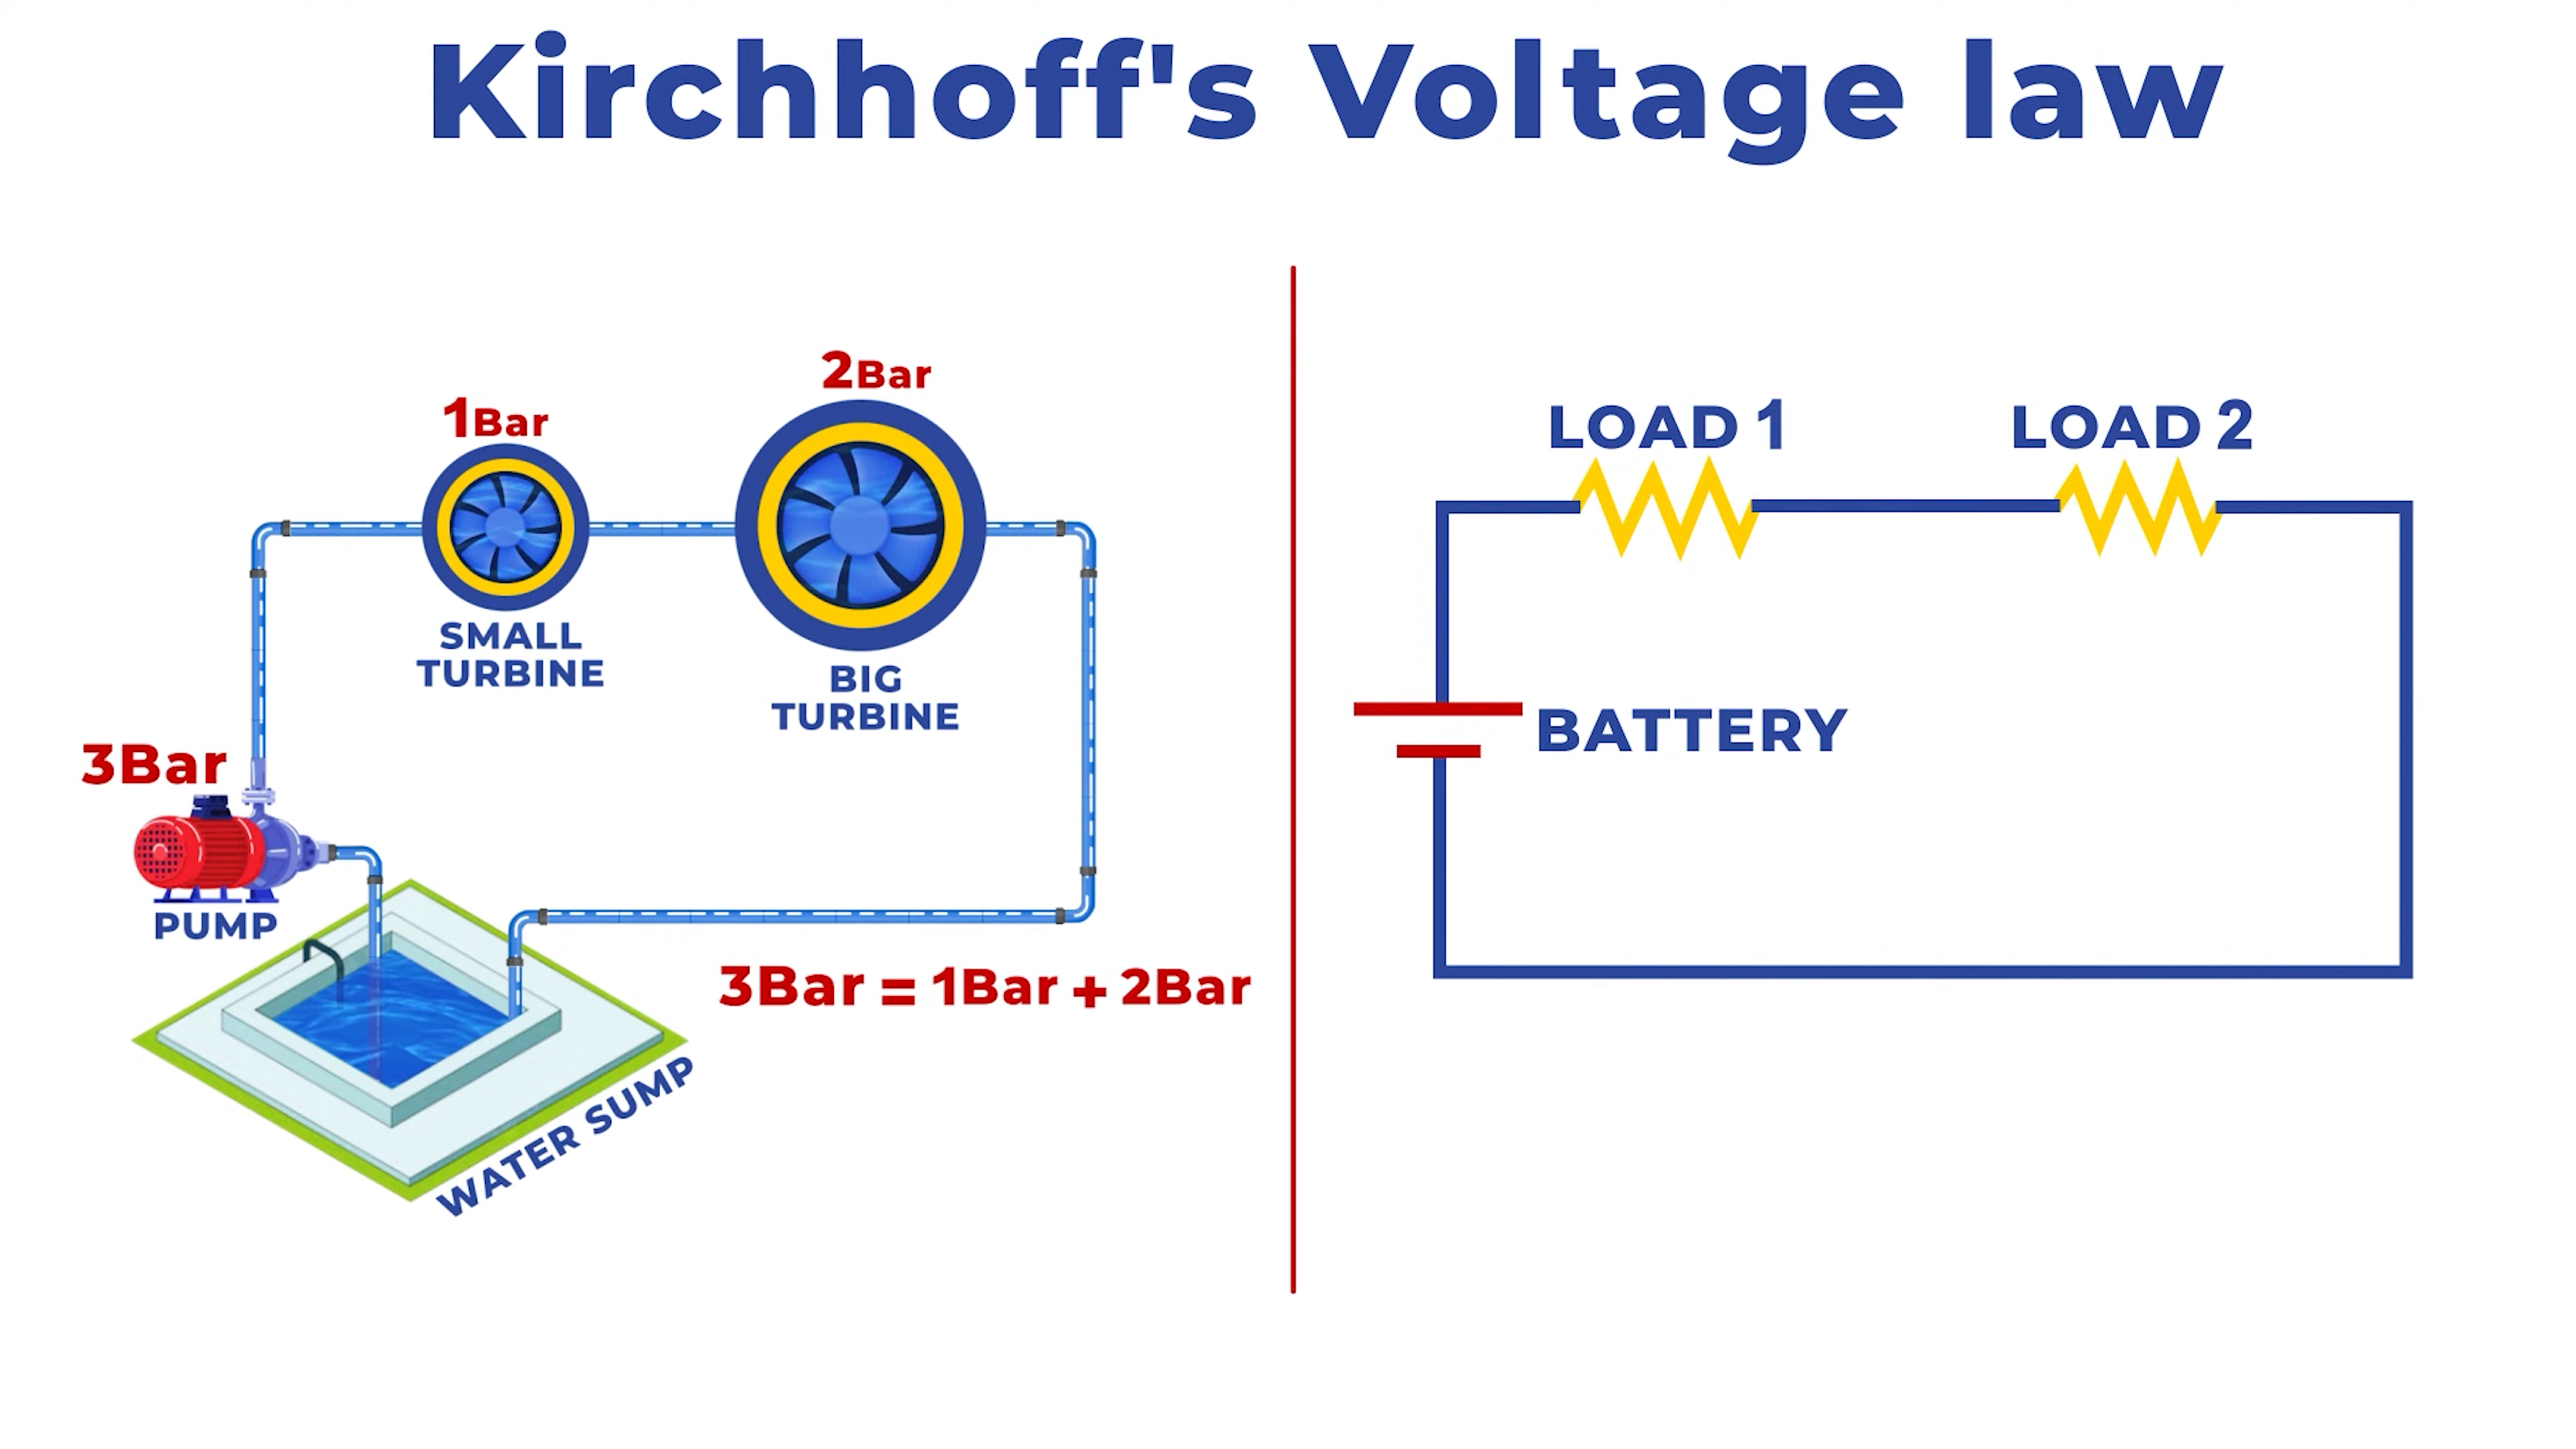 Kirchhoff's Voltage law
1Bar
2Bar
SMALL
TURBINE
BIG
TURBINE
3Bar
PUMP
3Bar = 1Bar + 2Bar
WATER SUMP
LOAD 1
LOAD 2
BATTERY